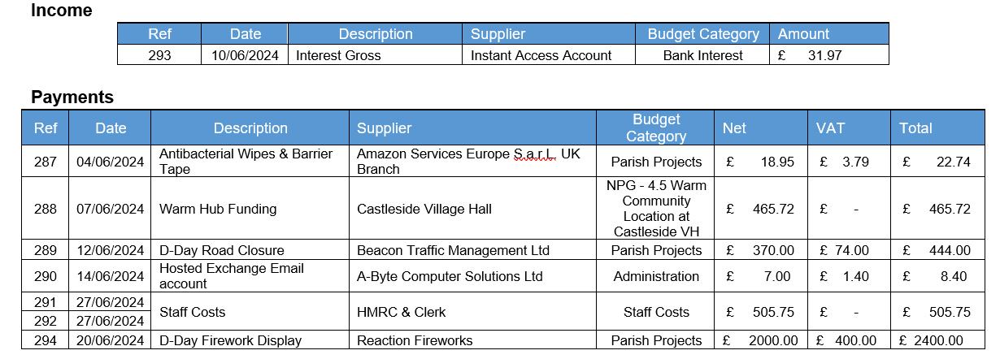 Income
Ref Date Description Supplier Budget Category Amount
293 10/06/2024 Interest Gross Instant Access Account Bank Interest £ 31.97
Payments
Ref Date Description Supplier Budget Category Net VAT Total
287 04/06/2024 Antibacterial Wipes & Barrier Tape Amazon Services Europe S.a.r.L. UK Branch Parish Projects £ 18.95 £ 3.79 £ 22.74
288 07/06/2024 Warm Hub Funding Castleside Village Hall NPG - 4.5 Warm Community Location at Castleside VH £ 465.72 £ - £ 465.72
289 12/06/2024 D-Day Road Closure Beacon Traffic Management Ltd Parish Projects £ 370.00 £ 74.00 £ 444.00
290 14/06/2024 Hosted Exchange Email account A-Byte Computer Solutions Ltd Administration £ 7.00 £ 1.40 £ 8.40
291 27/06/2024
292 27/06/2024 Staff Costs HMRC & Clerk Staff Costs £ 505.75 £ - £ 505.75
294 20/06/2024 D-Day Firework Display Reaction Fireworks Parish Projects £ 2000.00 £ 400.00 £ 2400.00